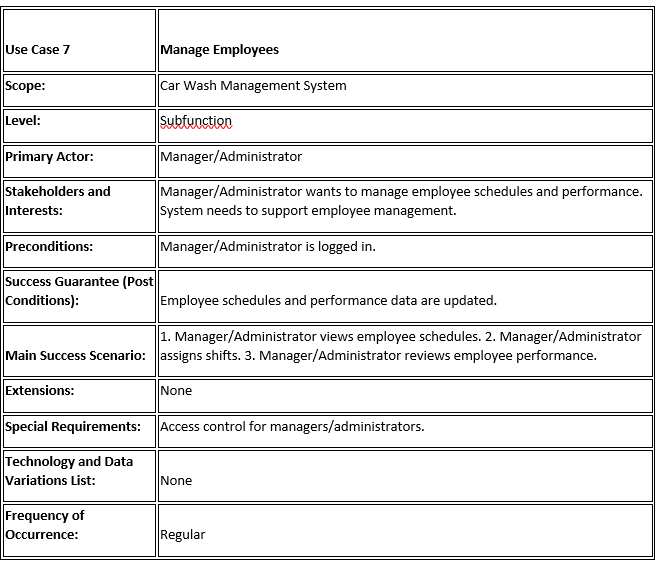 Use Case 7
Manage Employees
Scope:
Car Wash Management System
Level:
Subfunction
Primary Actor:
Manager/Administrator
Stakeholders and
Interests:
Manager/Administrator wants to manage employee schedules and performance.
System needs to support employee management.
Preconditions:
Manager/Administrator is logged in.
Success Guarantee (Post
Conditions):
Employee schedules and performance data are updated.
Main Success Scenario:
1. Manager/Administrator views employee schedules. 2. Manager/Administrator
assigns shifts. 3. Manager/Administrator reviews employee performance.
Extensions:
None
Special Requirements:
Access control for managers/administrators.
Technology and Data
Variations List:
None
Frequency of
Occurrence:
Regular